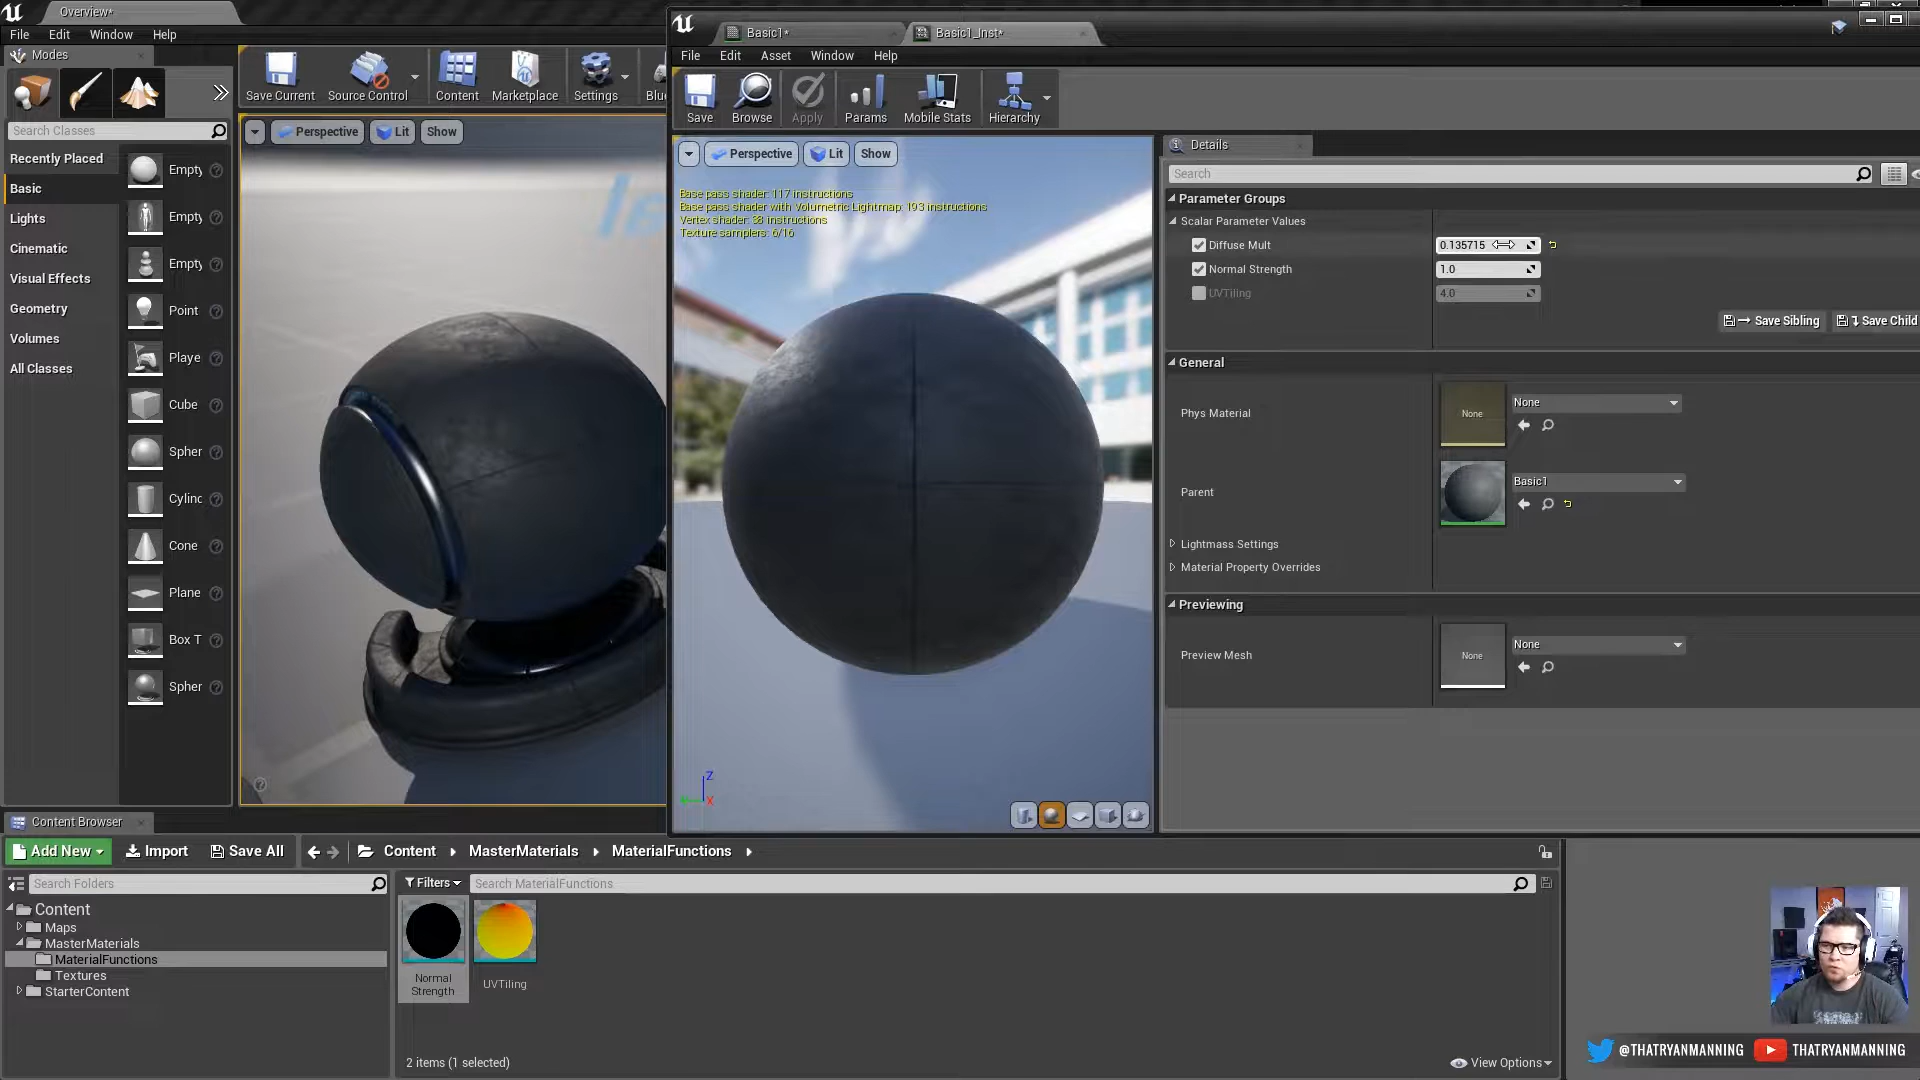 Overview*
File Edit Window Help
Modes
Search Classes
Recently Placed
Basic
Lights
Cinematic
Visual Effects
Geometry
Volumes
All Classes
Empty
Empty
Empty
Point
Playe
Cube
Spher
Cylinc
Cone
Plane
Box T
Spher
Save Current Source Control Content Marketplace Settings Blu
Perspective Lit Show
Basic1* Basic1_Inst*
File Edit Asset Window Help
Save Browse Apply Params Mobile Stats Hierarchy
Perspective Lit Show
Base pass shader: 117 instructions
Base pass shader with Volumetric Lightmap: 193 instructions
Vertex shader: 38 instructions
Texture samplers: 6/16
Z
X
Details
Search
Parameter Groups
Scalar Parameter Values
Diffuse Mult 0.135715
Normal Strength 1.0
UVTiling 4.0
Save Sibling Save Child
General
Phys Material None None
Parent Basic1
Lightmass Settings
Material Property Overrides
Previewing
Preview Mesh None None
Content Browser
Add New Import Save All Content MasterMaterials MaterialFunctions
Search Folders
Content
Maps
MasterMaterials
MaterialFunctions
Textures
StarterContent
Filters Search MaterialFunctions
Normal
Strength
UVTiling
2 items (1 selected)
View Options
@THATRYANMANNING THATRYANMANNING